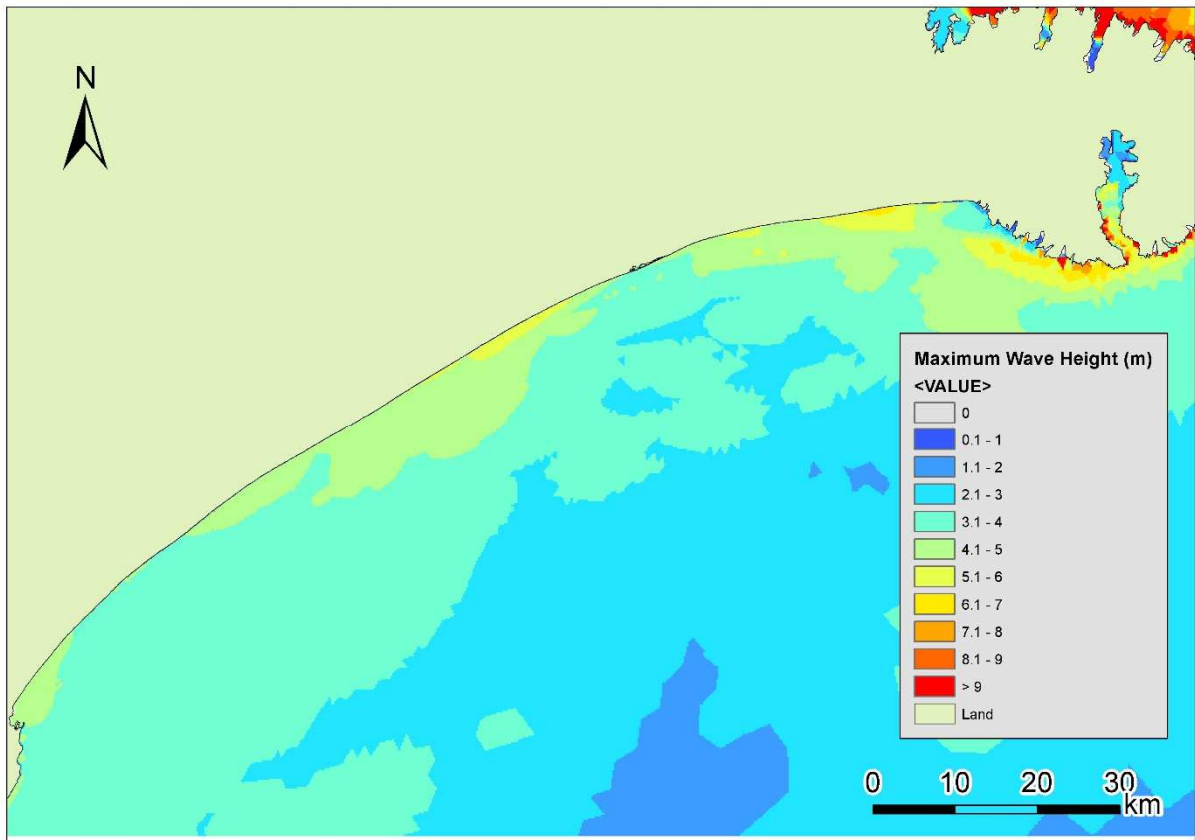 N
Maximum Wave Height (m)
<VALUE>
0
0.1 - 1
1.1 - 2
2.1 - 3
3.1 - 4
4.1 - 5
5.1 - 6
6.1 - 7
7.1 - 8
8.1 - 9
> 9
Land
0 10 20 30
km